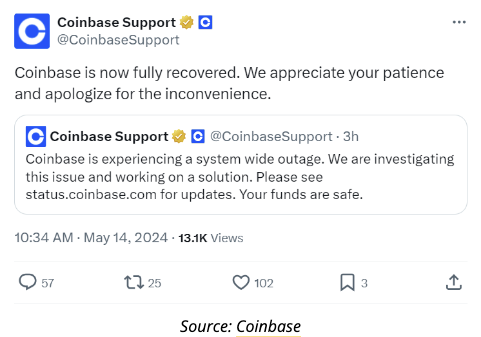 Coinbase Support
@CoinbaseSupport
Coinbase is now fully recovered. We appreciate your patience
and apologize for the inconvenience.
Coinbase Support @CoinbaseSupport · 3h
Coinbase is experiencing a system wide outage. We are investigating
this issue and working on a solution. Please see
status.coinbase.com for updates. Your funds are safe.
10:34 AM · May 14, 2024 · 13.1K Views
57 25 102 3
Source: Coinbase